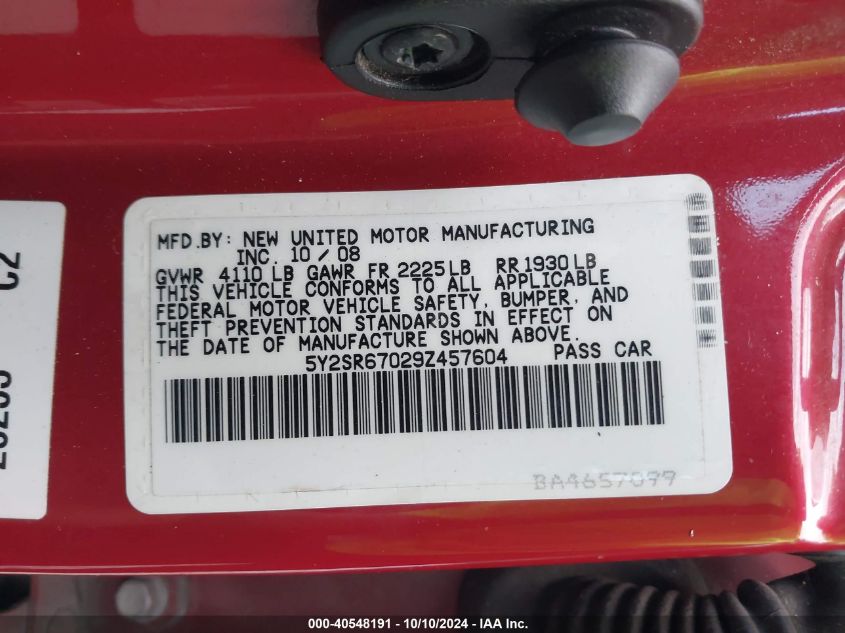 MFD.BY: NEW UNITED MOTOR MANUFACTURING
INC. 10/08
GVWR 4110 LB GAWR FR 2225 LB RR 1930 LB
THIS VEHICLE CONFORMS TO ALL APPLICABLE
FEDERAL MOTOR VEHICLE SAFETY, BUMPER, AND
THEFT PREVENTION STANDARDS IN EFFECT ON
THE DATE OF MANUFACTURE SHOWN ABOVE.
5Y2SR67029Z457604 PASS CAR
BA4657099
C2
000-40548191 - 10/10/2024 - © IAA, Inc.